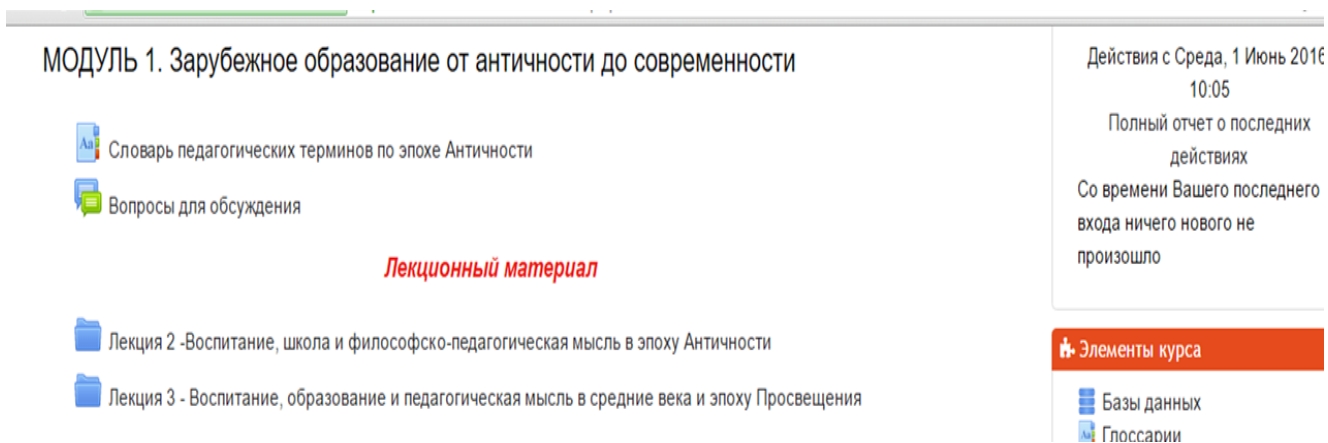 МОДУЛЬ 1. Зарубежное образование от античности до современности
Словарь педагогических терминов по эпохе Античности
Вопросы для обсуждения
Лекционный материал
Лекция 2 -Воспитание, школа и философско-педагогическая мысль в эпоху Античности
Лекция 3 - Воспитание, образование и педагогическая мысль в средние века и эпоху Просвещения
Действия с Среда, 1 Июнь 2016
10:05
Полный отчет о последних
действиях
Со времени Вашего последнего
входа ничего нового не
произошло
Элементы курса
Базы данных
Глоссарии